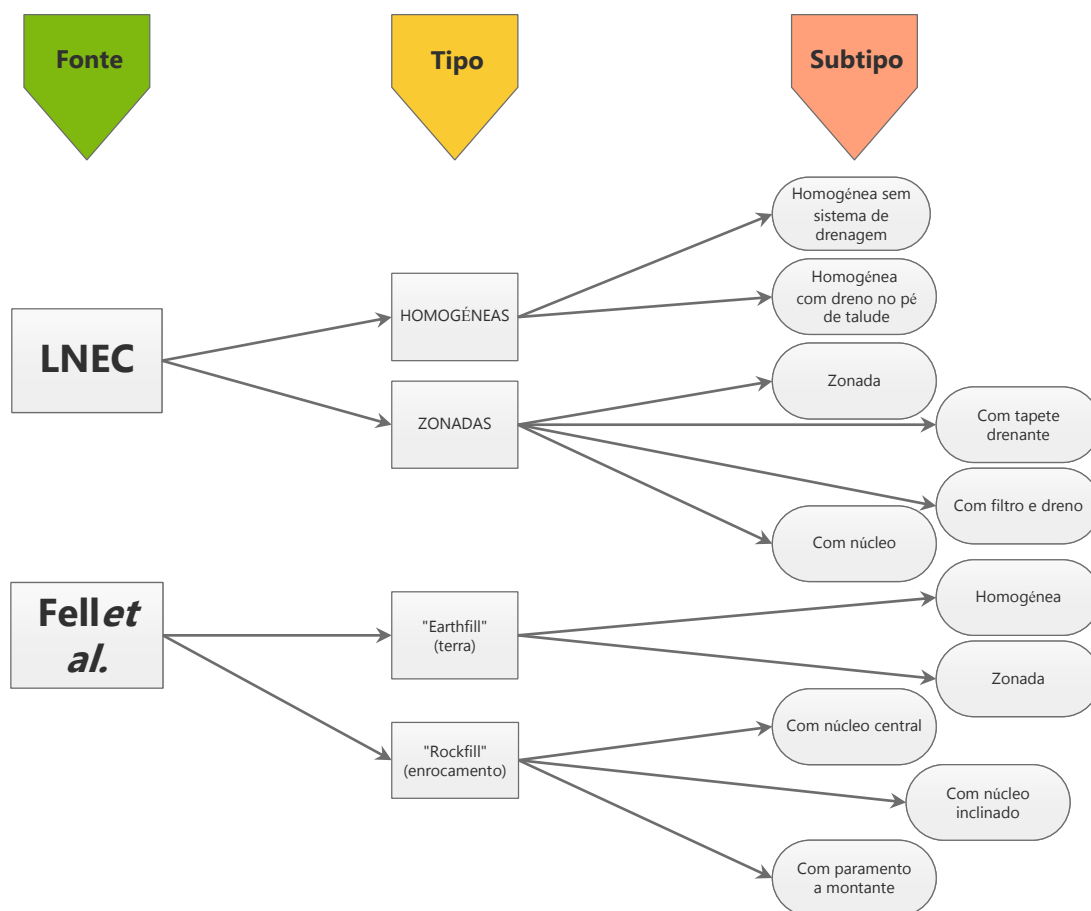 Fonte
Tipo
Subtipo
Homogénea sem
sistema de
drenagem
Homogénea
com dreno no pé
de talude
HOMOGÉNEAS
LNEC
Zonada
ZONADAS
Com tapete
drenante
Com filtro e dreno
Com núcleo
Fell et
al.
"Earthfill"
(terra)
Homogénea
Zonada
"Rockfill"
(enrocamento)
Com núcleo central
Com núcleo
inclinado
Com paramento
a montante